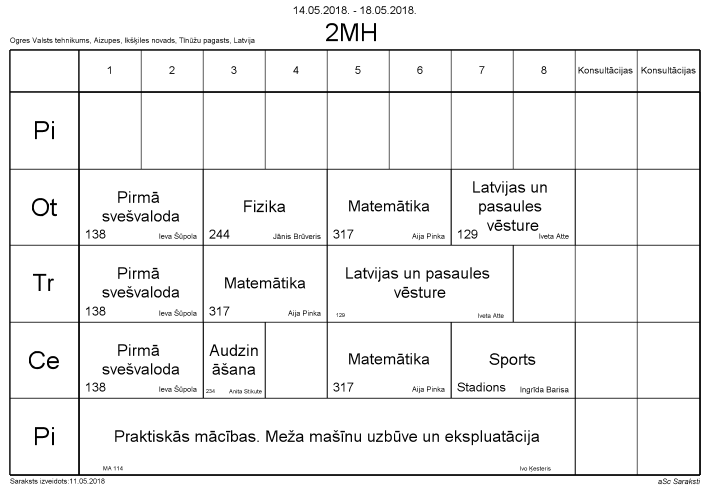 14.05.2018. - 18.05.2018.
2MH
Ogres Valsts tehnikums, Aizupes, Ikšķiles novads, Tīnūžu pagasts, Latvija
1 2 3 4 5 6 7 8 Konsultācijas Konsultācijas
Pi
Ot
Pirmā
svešvaloda
138 Ieva Šūpola
Fizika
244 Jānis Brūveris
Matemātika
317 Aija Pinka
Latvijas un
pasaules
vēsture
129 Iveta Atte
Tr
Pirmā
svešvaloda
138 Ieva Šūpola
Matemātika
317 Aija Pinka
Latvijas un pasaules
vēsture
129 Iveta Atte
Ce
Pirmā
svešvaloda
138 Ieva Šūpola
Audzin
āšana
234 Anita Stikute
Matemātika
317 Aija Pinka
Sports
Stadions Ingrīda Barisa
Pi
Praktiskās mācības. Meža mašīnu uzbūve un ekspluatācija
MA 114 Ivo Ķesteris
Saraksts izveidots:11.05.2018 aSc Saraksti